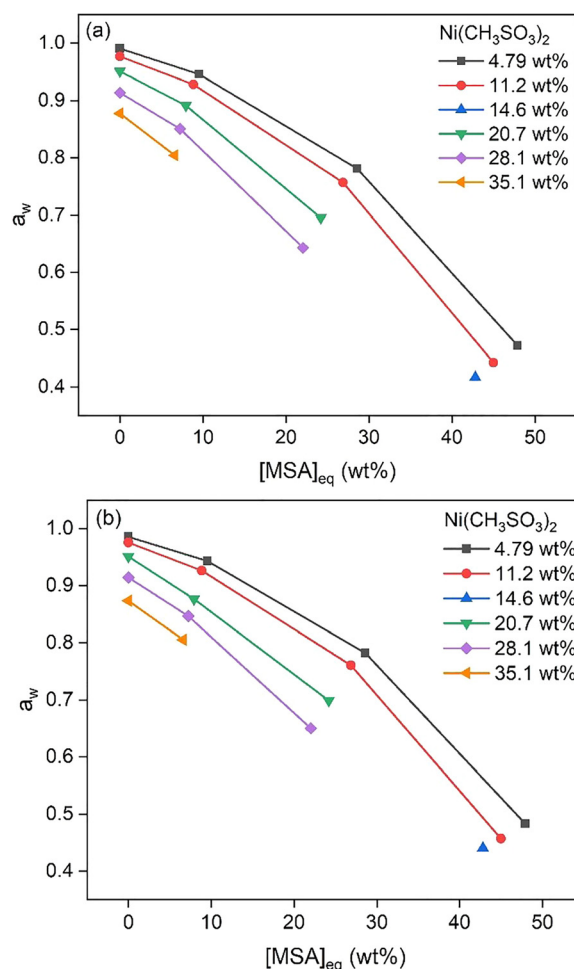 (a)
Ni(CH₃SO₃)₂
4.79 wt%
11.2 wt%
14.6 wt%
20.7 wt%
28.1 wt%
35.1 wt%
1.0
0.9
0.8
0.7
0.6
0.5
0.4
a_w
0 10 20 30 40 50
[MSA]eq (wt%)
(b)
Ni(CH₃SO₃)₂
4.79 wt%
11.2 wt%
14.6 wt%
20.7 wt%
28.1 wt%
35.1 wt%
1.0
0.9
0.8
0.7
0.6
0.5
0.4
a_w
0 10 20 30 40 50
[MSA]eq (wt%)